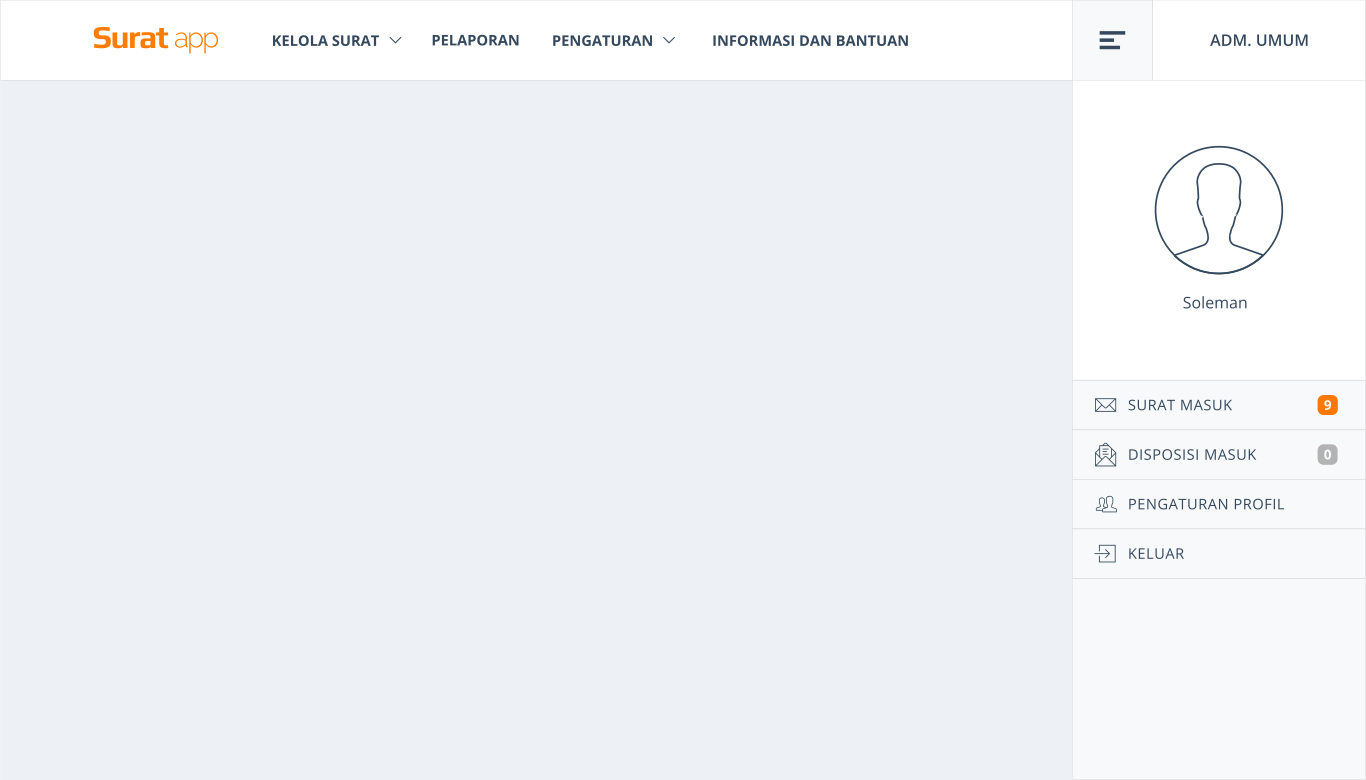 Surat app
KELOLA SURAT
PELAPORAN
PENGATURAN
INFORMASI DAN BANTUAN
ADM. UMUM
Soleman
SURAT MASUK 9
DISPOSISI MASUK 0
PENGATURAN PROFIL
KELUAR